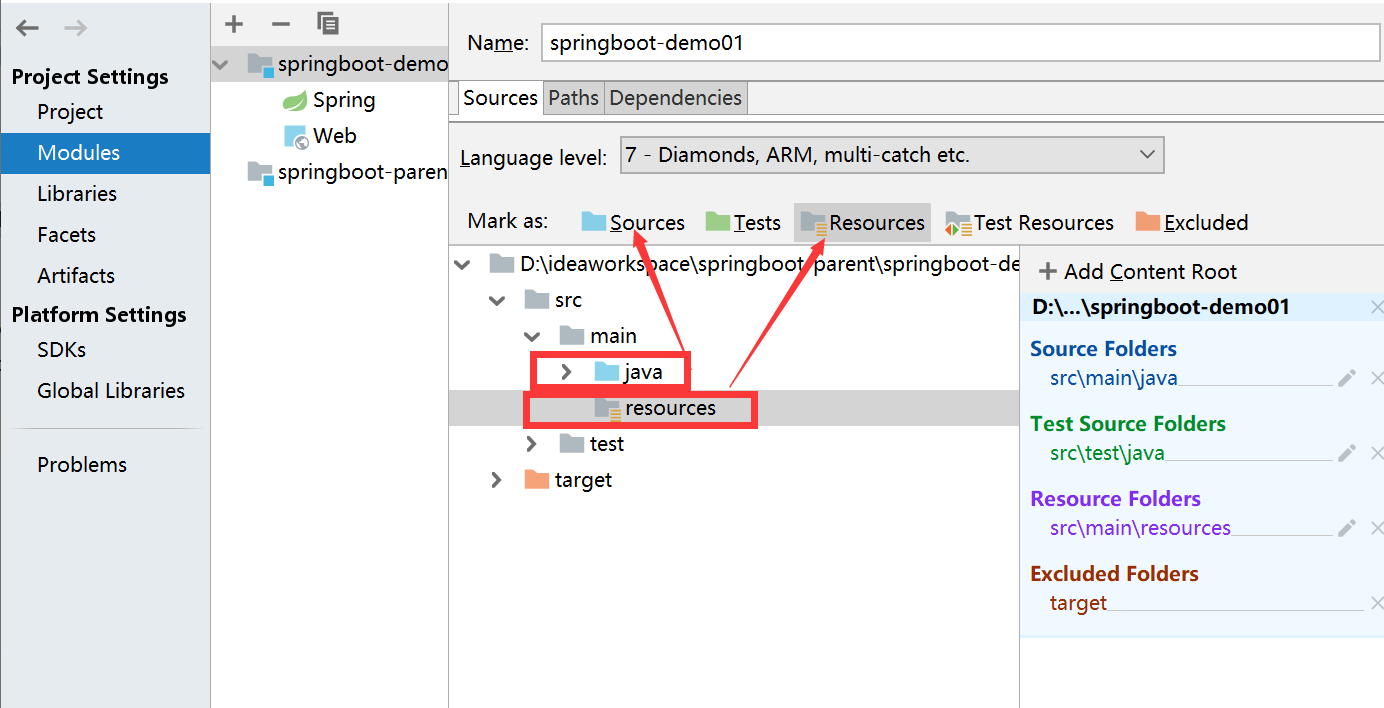 Project Settings
Project
Modules
Libraries
Facets
Artifacts
Platform Settings
SDKs
Global Libraries
Problems
springboot-demo
Spring
Web
springboot-paren
Name: springboot-demo01
Sources Paths Dependencies
Language level: 7 - Diamonds, ARM, multi-catch etc.
Mark as: Sources Tests Resources Test Resources Excluded
D:\ideaworkspace\springboot-parent\springboot-de
src
main
java
resources
test
target
+ Add Content Root
D:\...\springboot-demo01
Source Folders
src\main\java
Test Source Folders
src\test\java
Resource Folders
src\main\resources
Excluded Folders
target